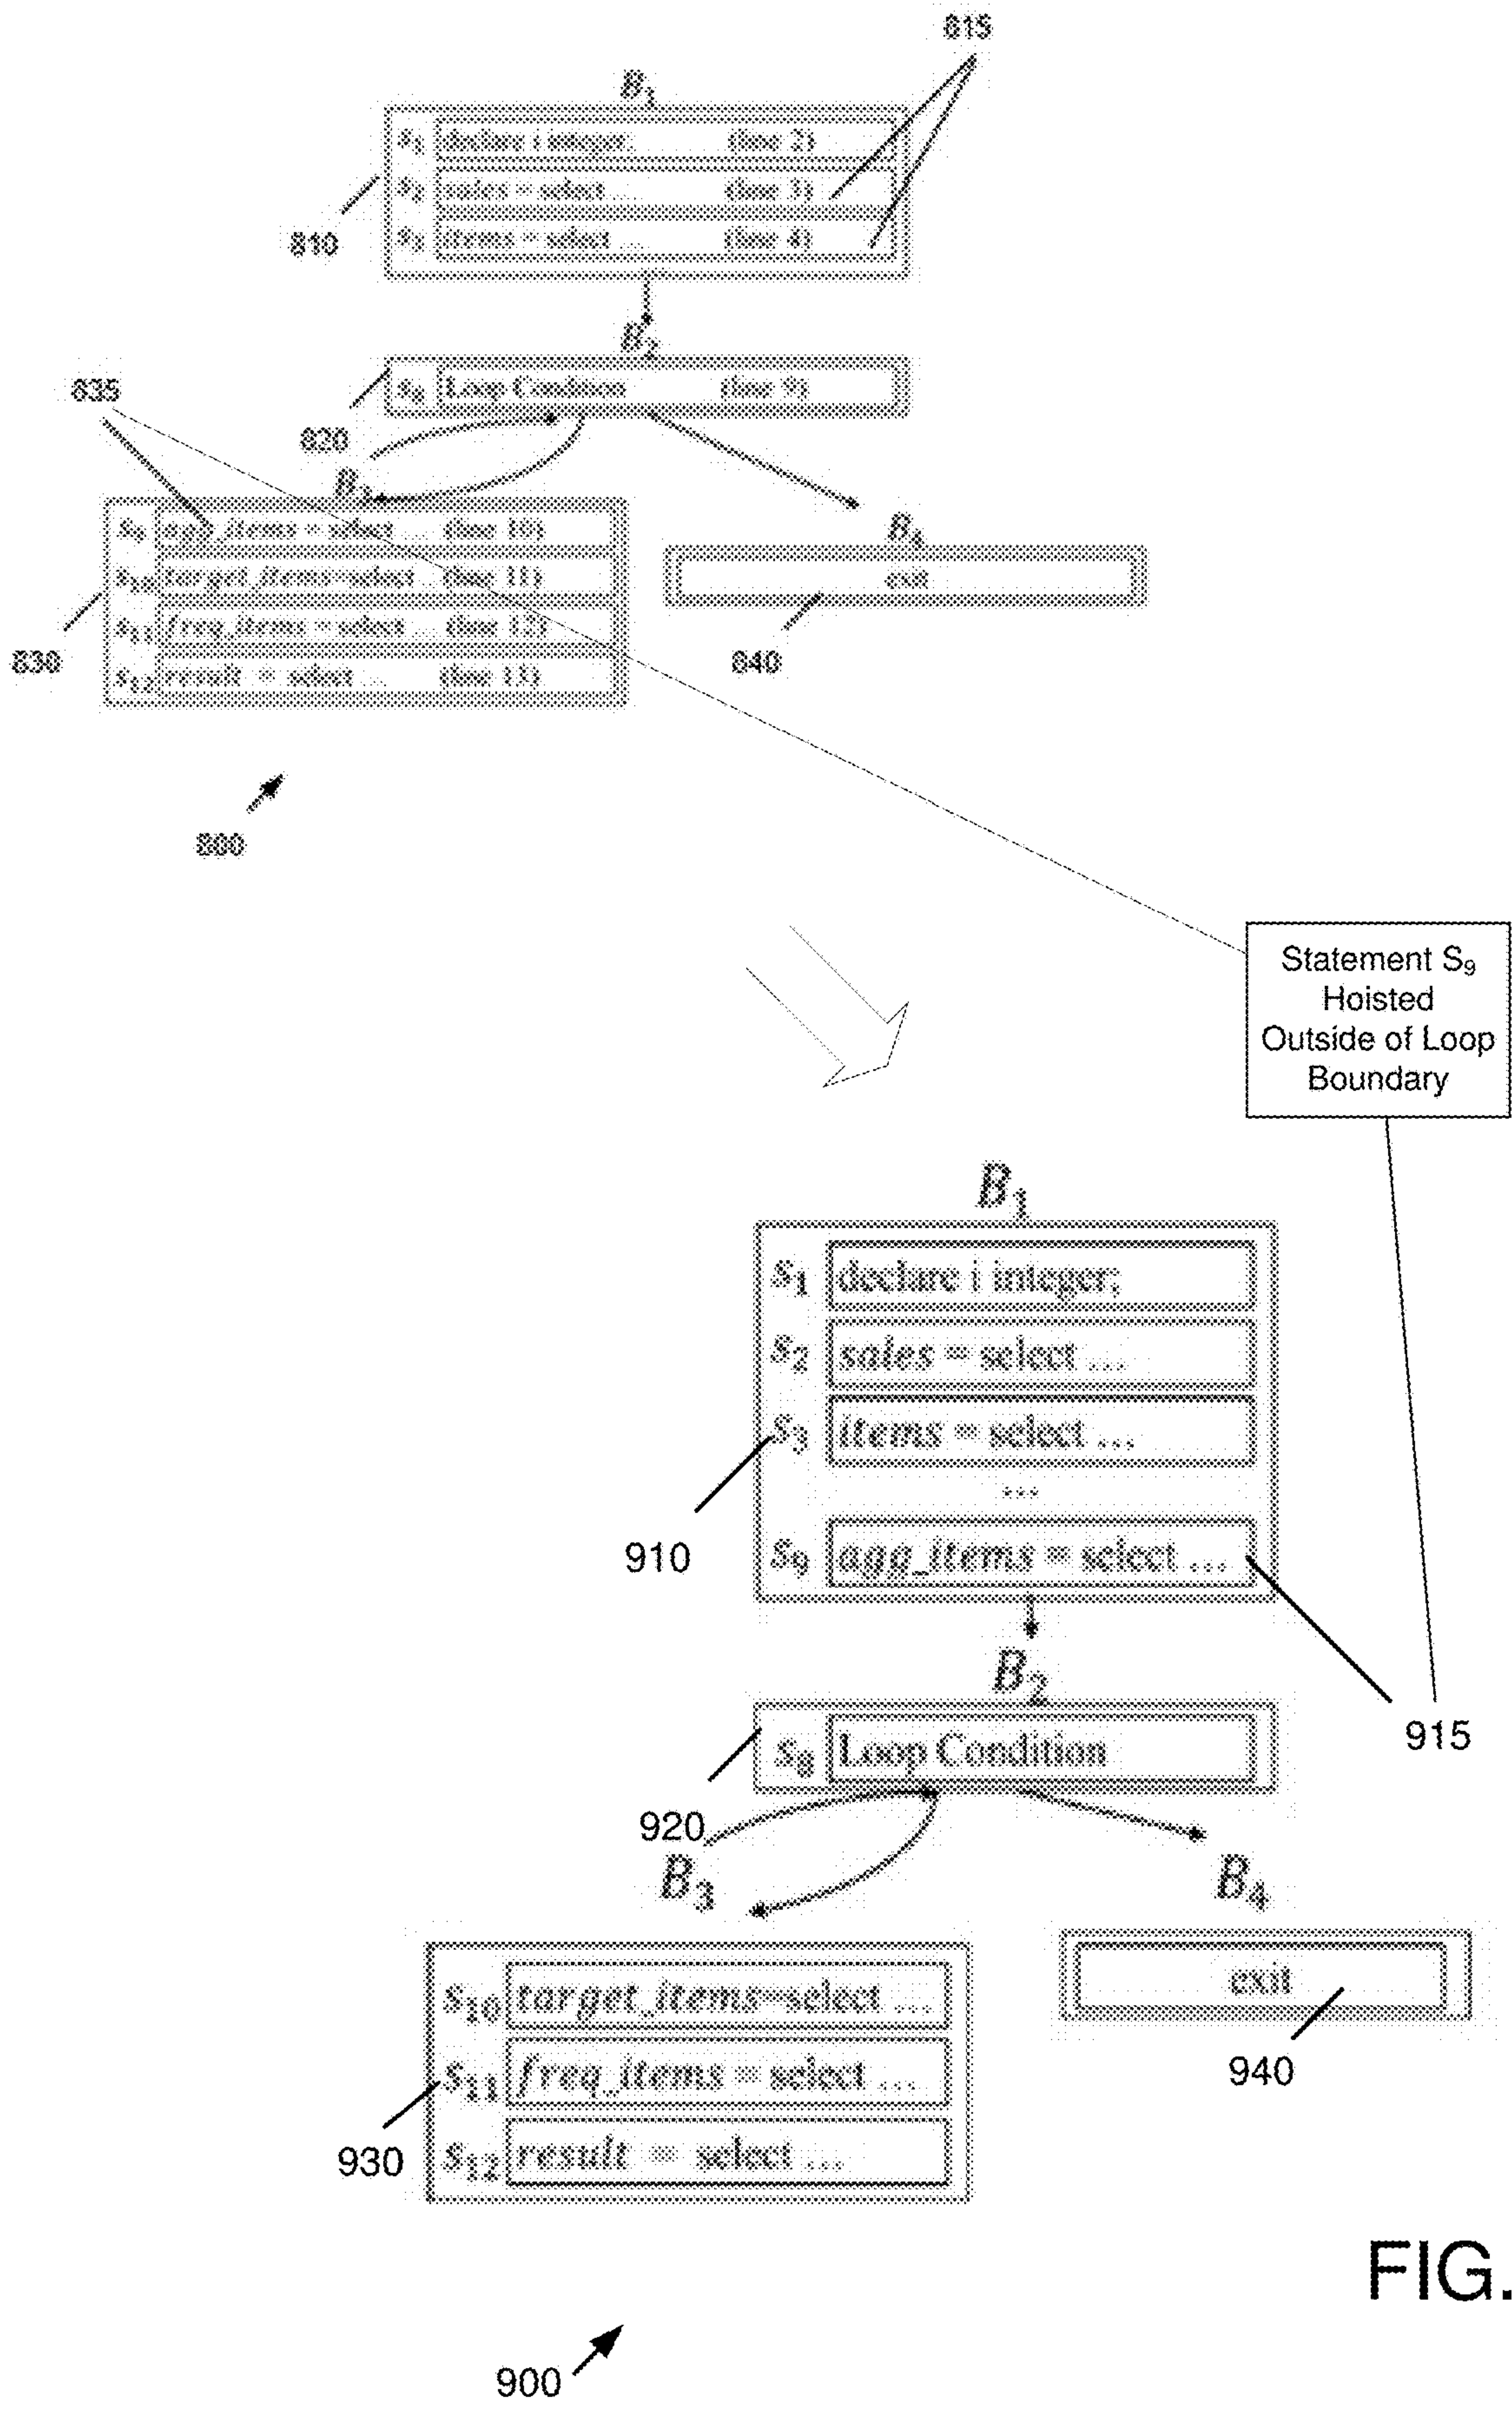 815
B₁
s₁ declare i integer; (line 2)
s₂ sales = select ... (line 3)
s₃ items = select ... (line 4)
810
B₂
s₈ Loop Condition (line 9)
835
820
B₃
s₉ agg_items = select ... (line 10)
s₁₀ target_items=select ... (line 11)
s₁₁ freq_items = select ... (line 12)
s₁₂ result = select ... (line 13)
830
B₄
exit
840
800
Statement S₉
Hoisted
Outside of Loop
Boundary
B₁
s₁ declare i integer;
s₂ sales = select ...
s₃ items = select ...
...
s₉ agg_items = select ...
910
915
B₂
s₈ Loop Condition
920
B₃
s₁₀ target_items=select ...
s₁₁ freq_items = select ...
s₁₂ result = select ...
930
B₄
exit
940
FIG.
900